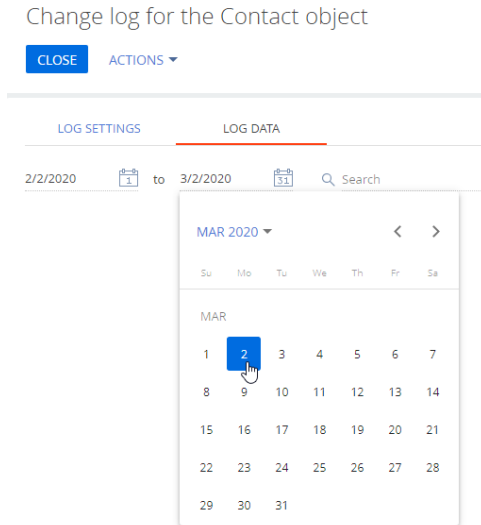 Change log for the Contact object
CLOSE ACTIONS
LOG SETTINGS LOG DATA
2/2/2020 1 to 3/2/2020 31 Search
MAR 2020
Su Mo Tu We Th Fr Sa
MAR
1 2 3 4 5 6 7
8 9 10 11 12 13 14
15 16 17 18 19 20 21
22 23 24 25 26 27 28
29 30 31